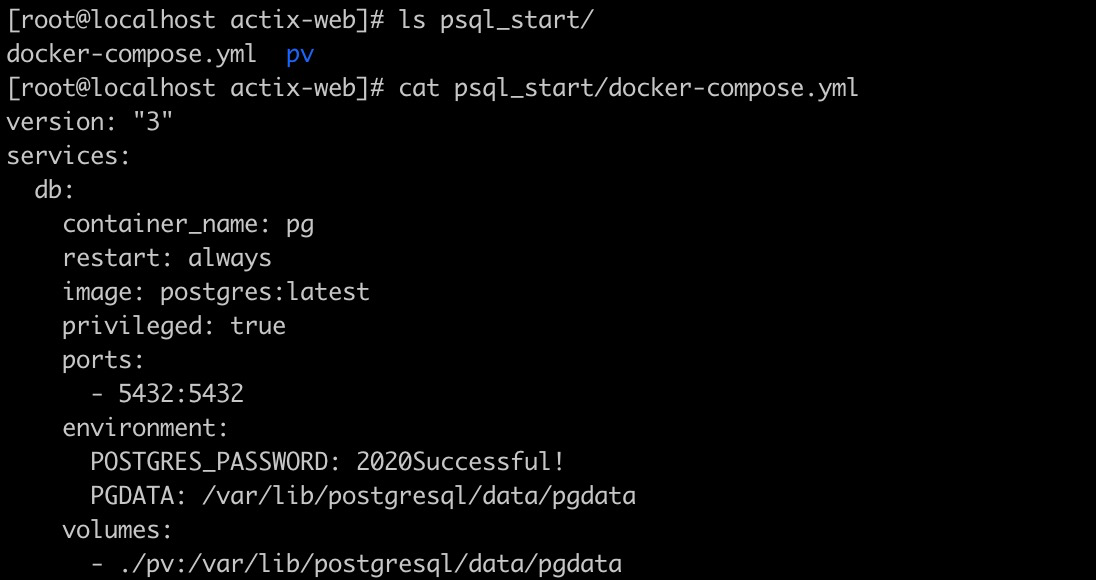 [root@localhost actix-web]# ls psql_start/
docker-compose.yml  pv
[root@localhost actix-web]# cat psql_start/docker-compose.yml
version: "3"
services:
  db:
    container_name: pg
    restart: always
    image: postgres:latest
    privileged: true
    ports:
      - 5432:5432
    environment:
      POSTGRES_PASSWORD: 2020Successful!
      PGDATA: /var/lib/postgresql/data/pgdata
    volumes:
      - ./pv:/var/lib/postgresql/data/pgdata